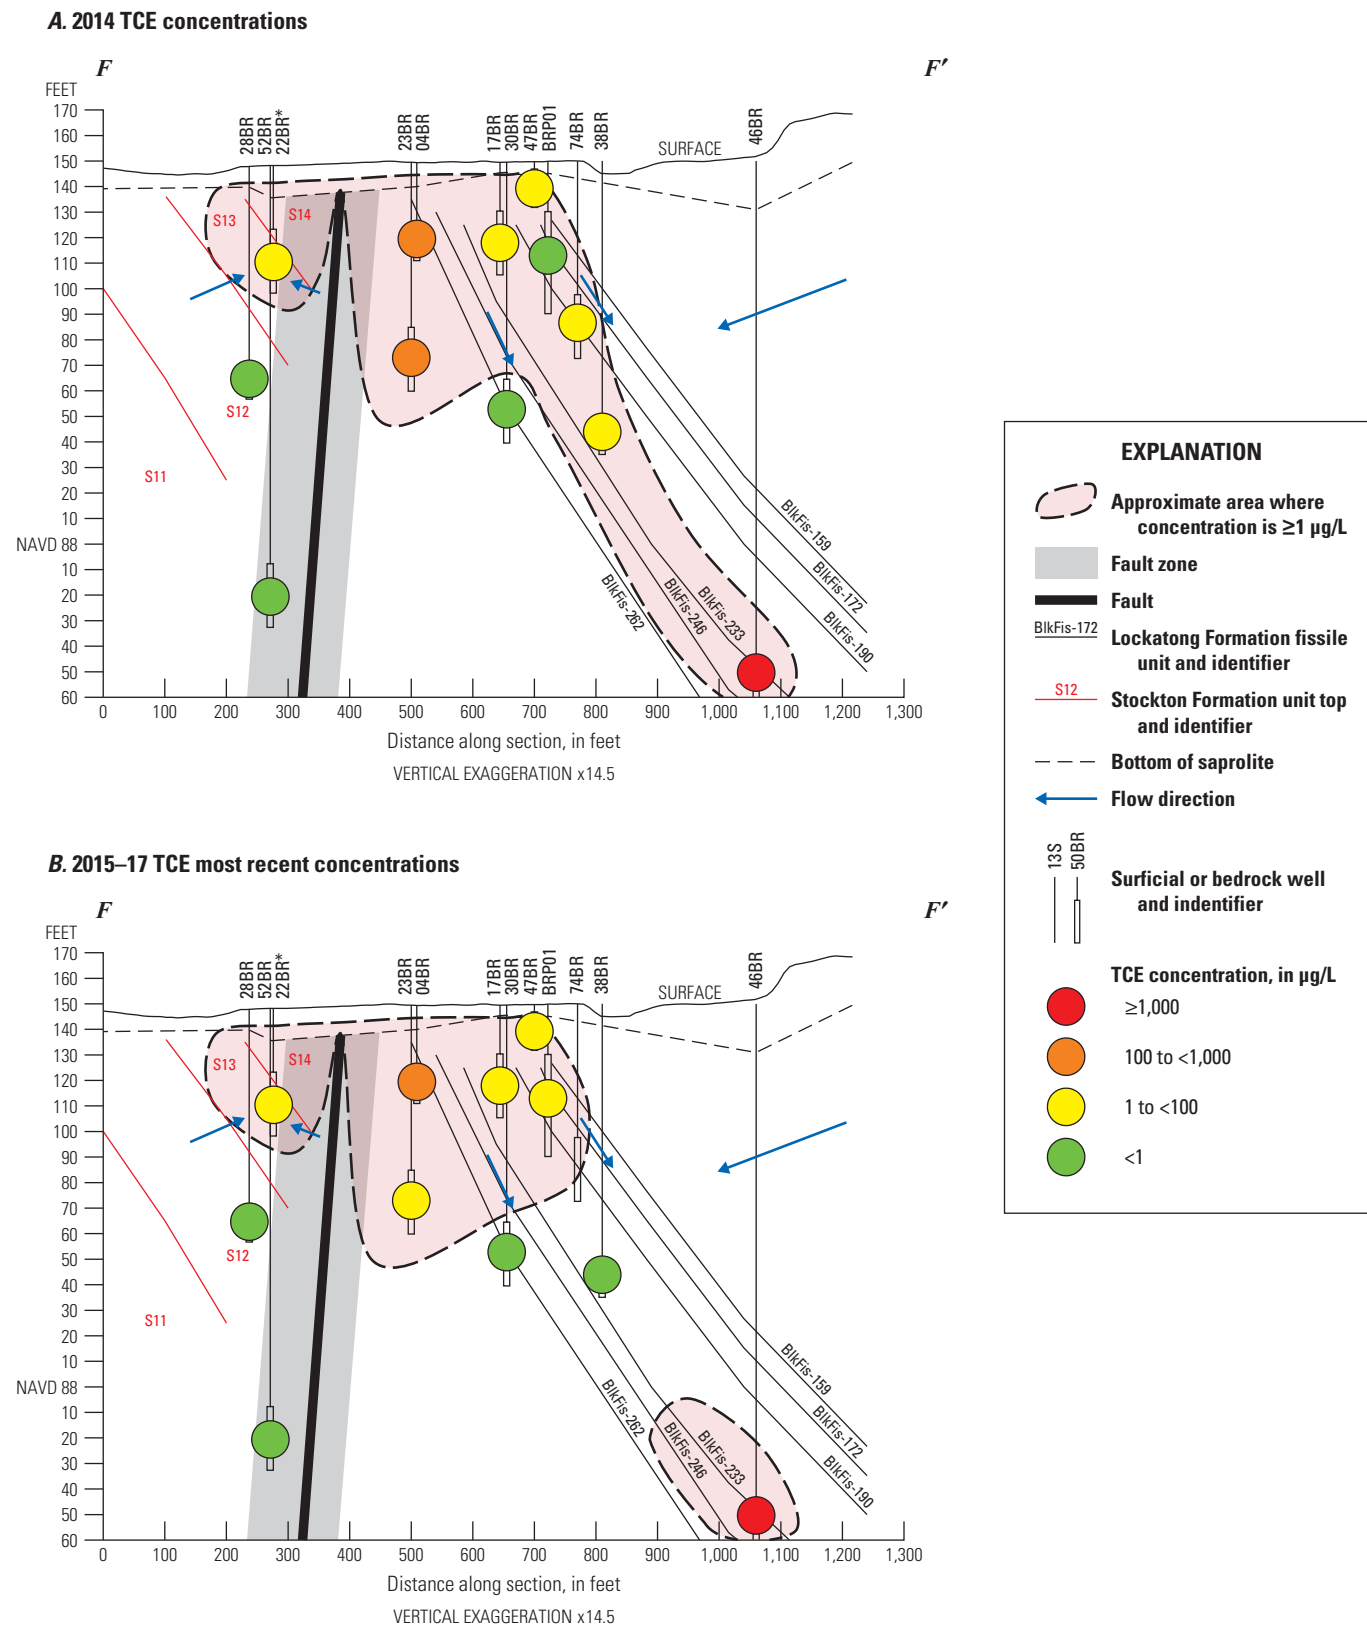 A. 2014 TCE concentrations
F F′
FEET
170
160
150
140
130
120
110
100
90
80
70
60
50
40
30
20
10
NAVD 88
10
20
30
40
50
60
28BR
52BR
22BR*
23BR
04BR
17BR
30BR
47BR
BRP01
74BR
38BR
46BR
SURFACE
S13
S14
S12
S11
BlkFis-262
BlkFis-246
BlkFis-233
BlkFis-159
BlkFis-172
BlkFis-190
0 100 200 300 400 500 600 700 800 900 1,000 1,100 1,200 1,300
Distance along section, in feet
VERTICAL EXAGGERATION x14.5
B. 2015–17 TCE most recent concentrations
F F′
FEET
170
160
150
140
130
120
110
100
90
80
70
60
50
40
30
20
10
NAVD 88
10
20
30
40
50
60
28BR
52BR
22BR*
23BR
04BR
17BR
30BR
47BR
BRP01
74BR
38BR
46BR
SURFACE
S13
S14
S12
S11
BlkFis-262
BlkFis-246
BlkFis-233
BlkFis-159
BlkFis-172
BlkFis-190
0 100 200 300 400 500 600 700 800 900 1,000 1,100 1,200 1,300
Distance along section, in feet
VERTICAL EXAGGERATION x14.5
EXPLANATION
Approximate area where
concentration is ≥1 µg/L
Fault zone
Fault
BlkFis-172
Lockatong Formation fissile
unit and identifier
S12
Stockton Formation unit top
and identifier
Bottom of saprolite
Flow direction
13S
50BR
Surficial or bedrock well
and indentifier
TCE concentration, in µg/L
≥1,000
100 to <1,000
1 to <100
<1